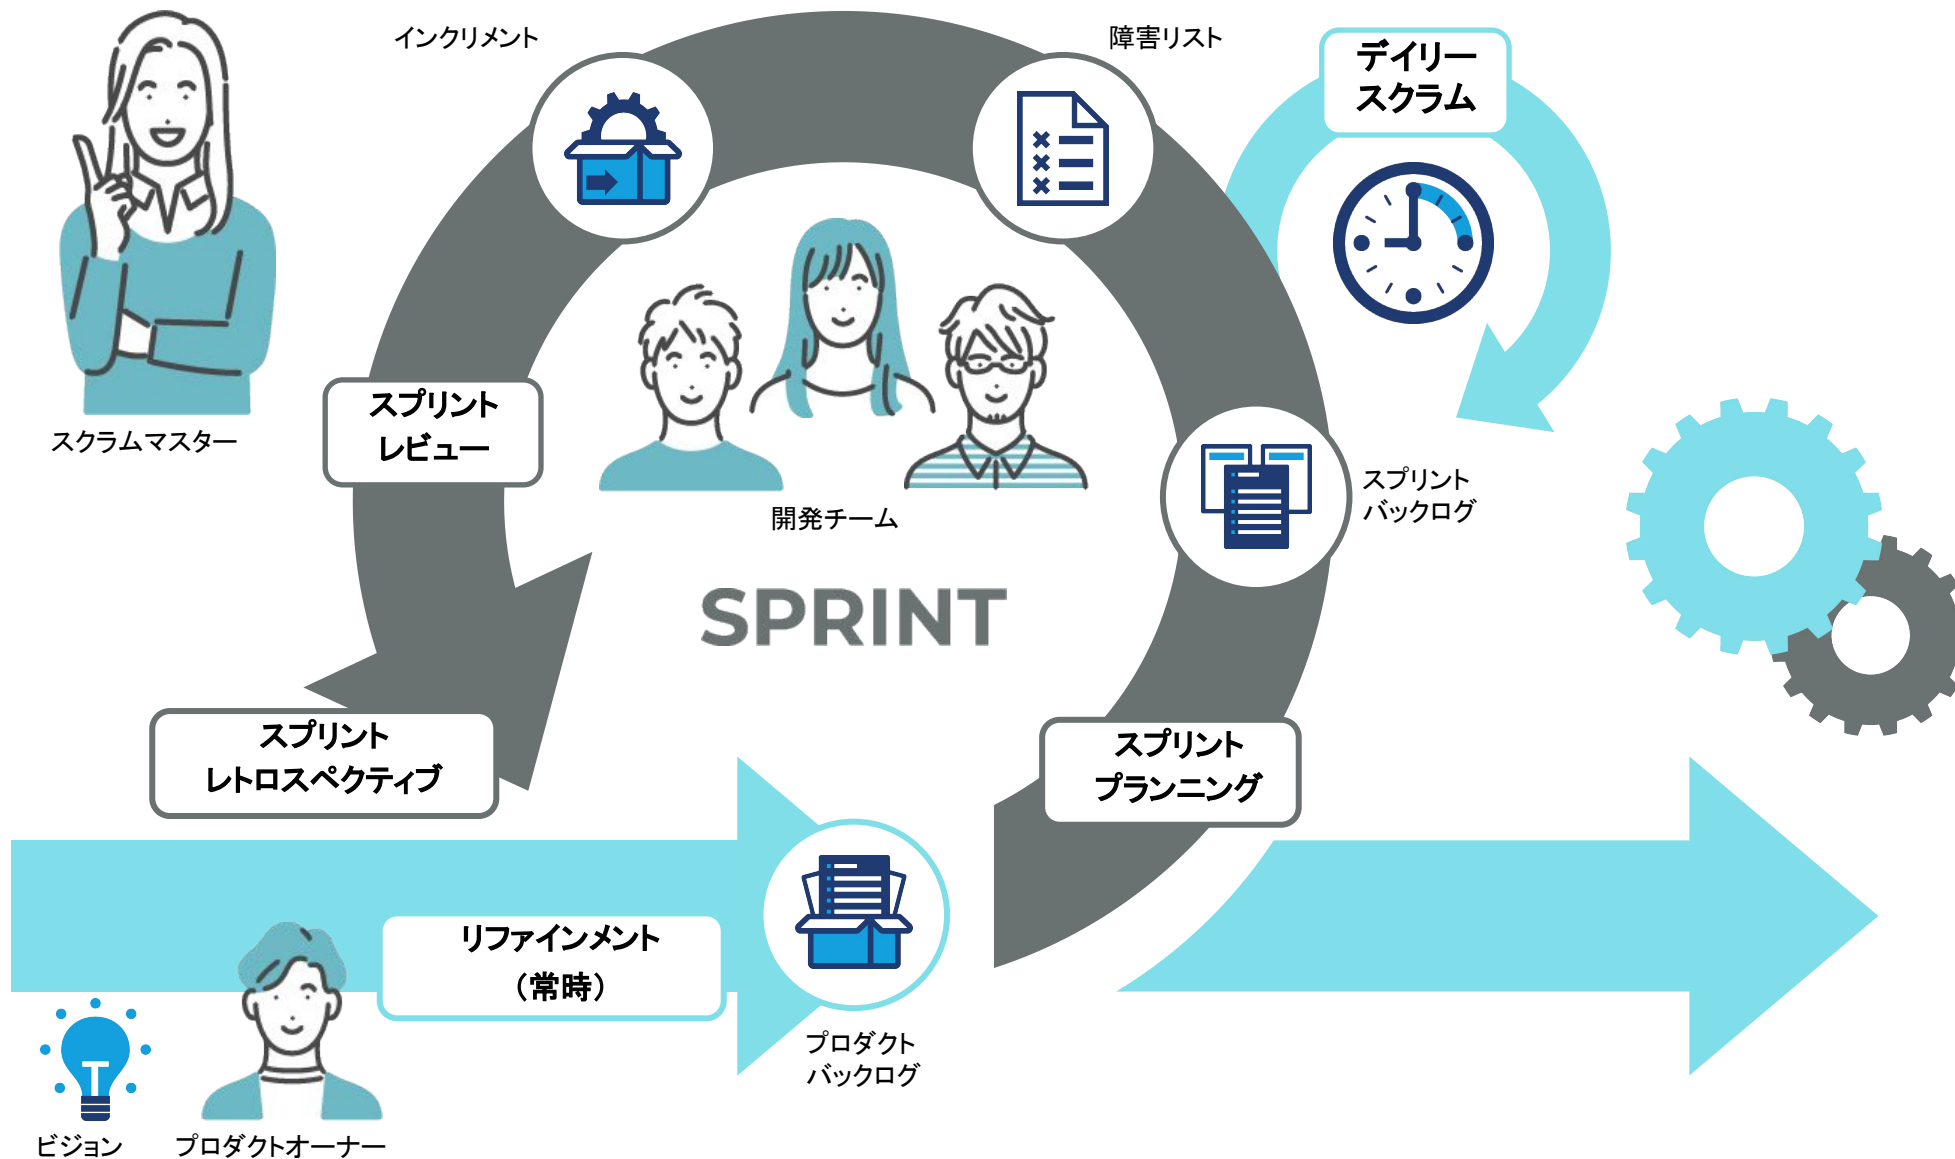 インクリメント
障害リスト
デイリー
スクラム
スクラムマスター
スプリント
レビュー
開発チーム
スプリント
バックログ
SPRINT
スプリント
レトロスペクティブ
スプリント
プランニング
リファインメント
（常時）
プロダクト
バックログ
ビジョン
プロダクトオーナー